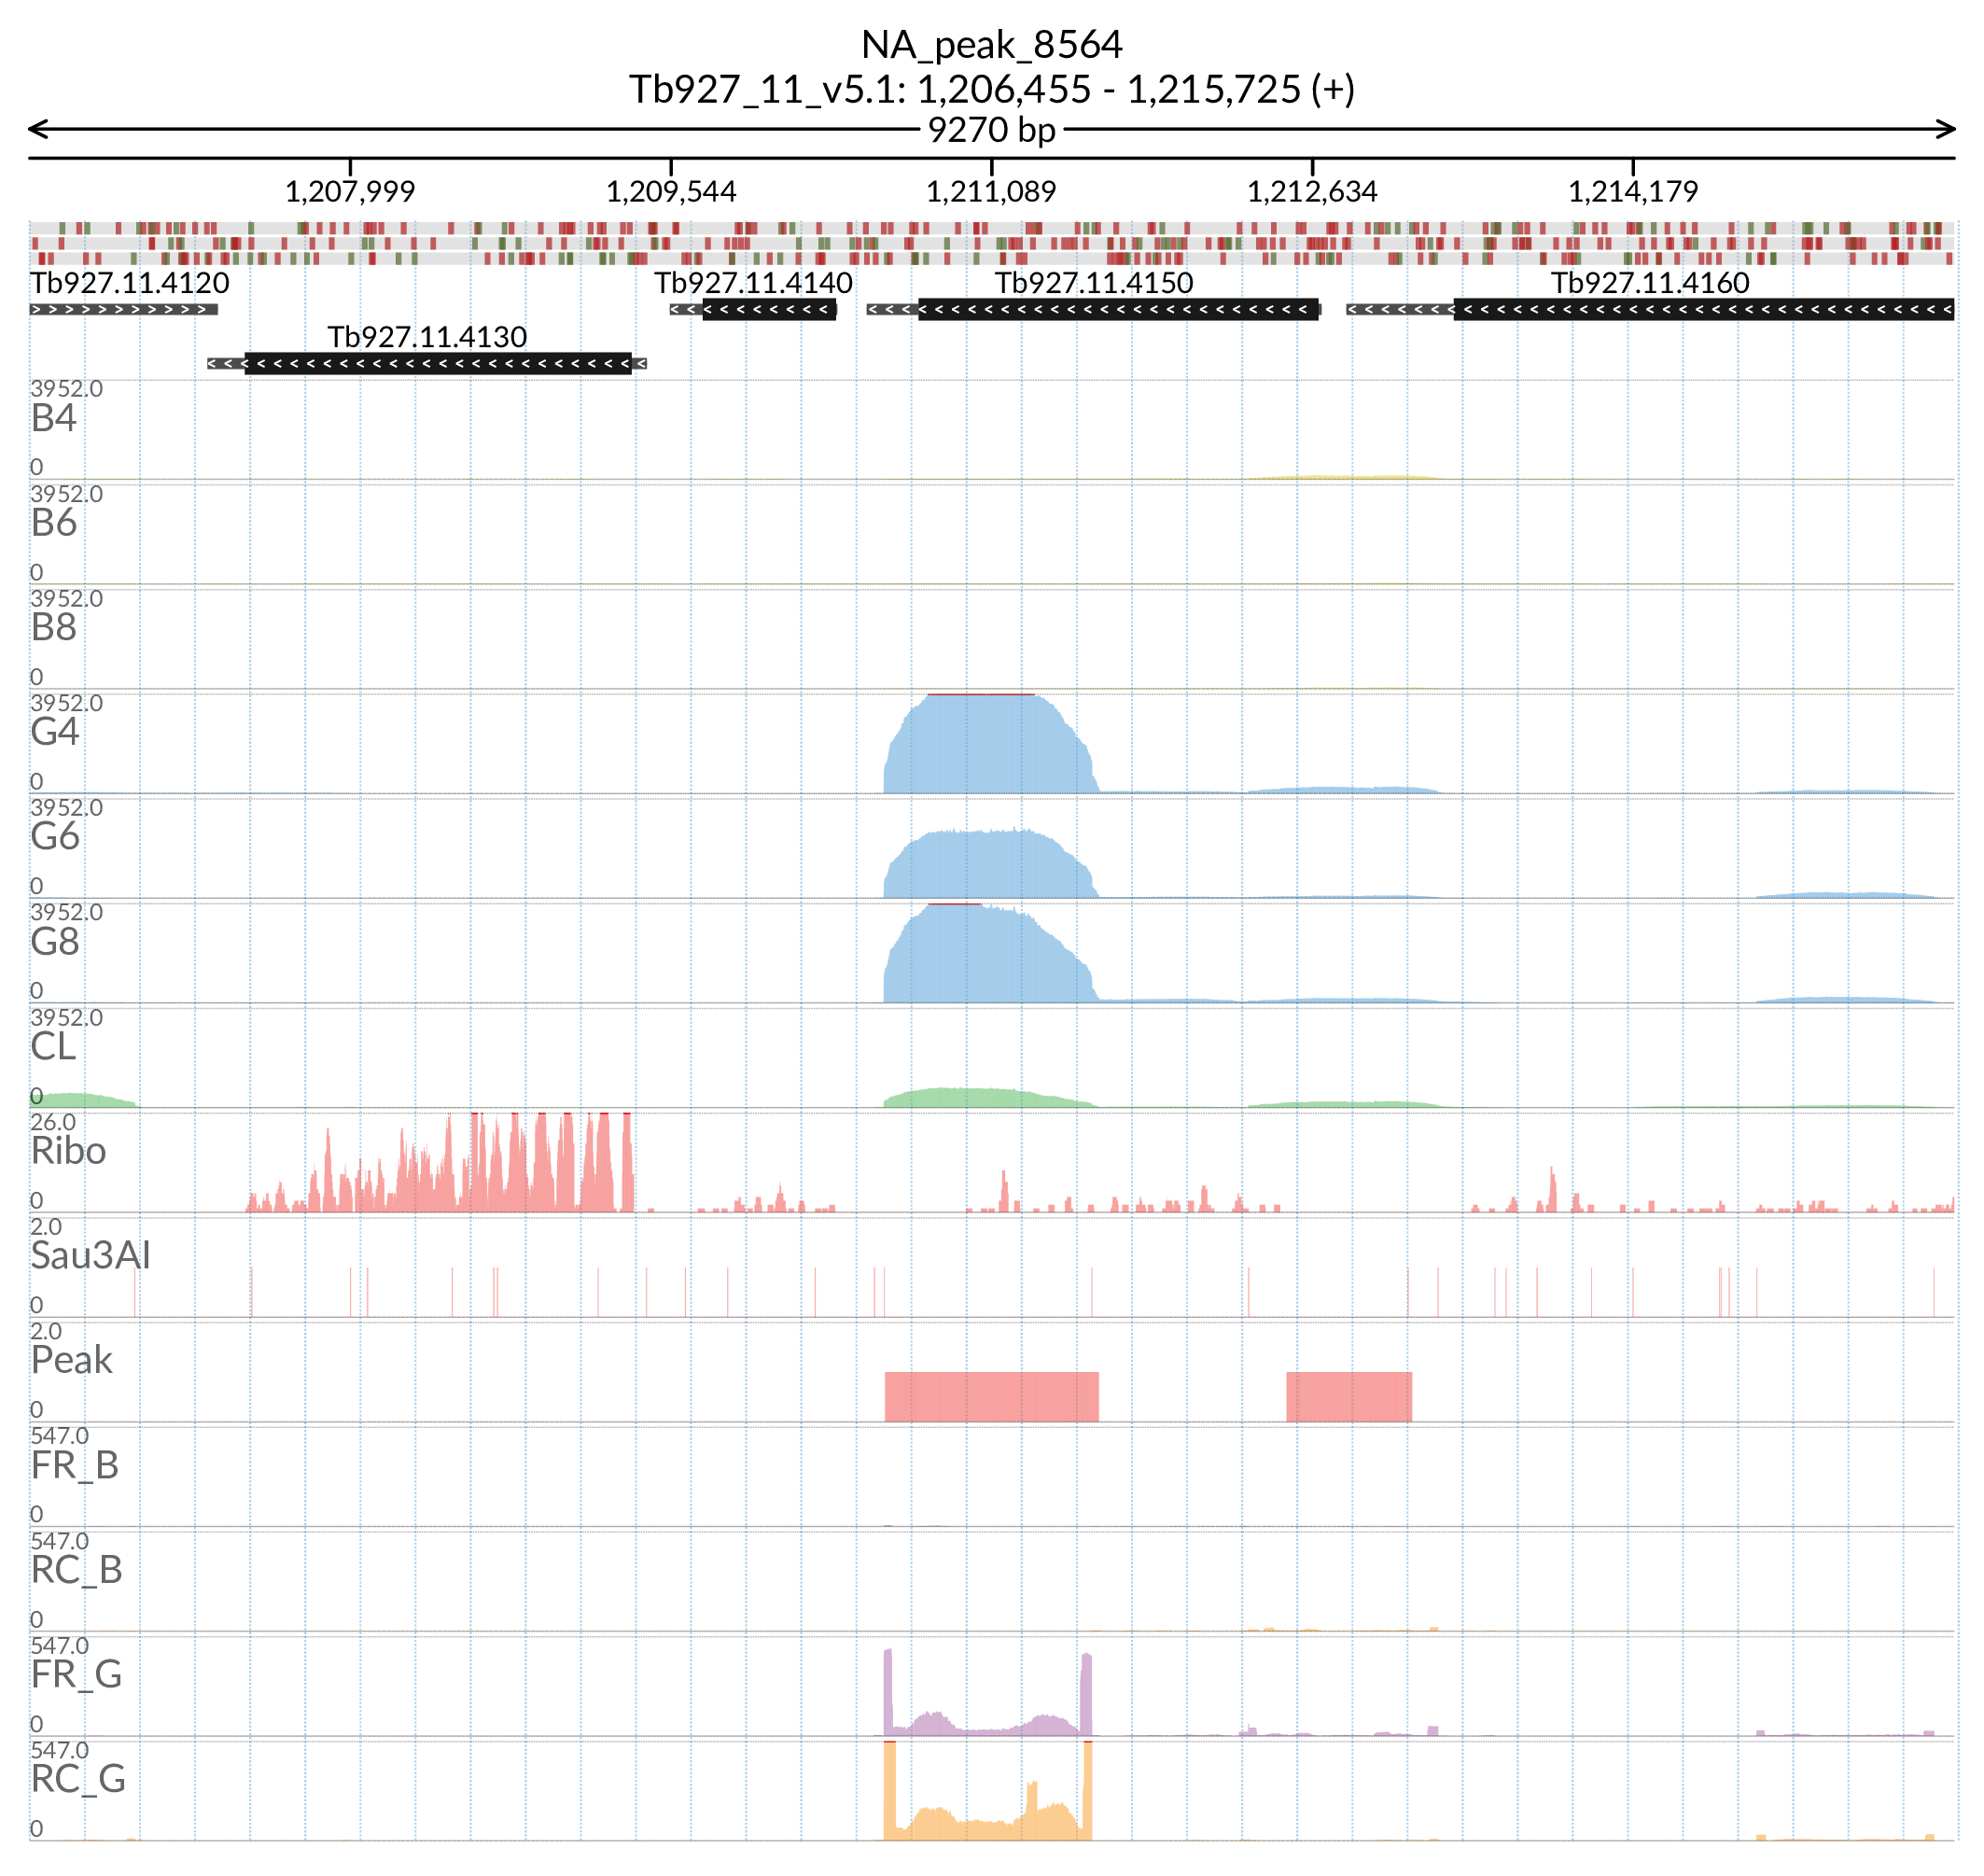 NA_peak_8564
Tb927_11_v5.1: 1,206,455 - 1,215,725 (+)
9270 bp
1,207,999 1,209,544 1,211,089 1,212,634 1,214,179
Tb927.11.4120 Tb927.11.4140 Tb927.11.4150 Tb927.11.4160
Tb927.11.4130
3952.0
B4
0
3952.0
B6
0
3952.0
B8
0
3952.0
G4
0
3952.0
G6
0
3952.0
G8
0
3952.0
CL
0
26.0
Ribo
0
2.0
Sau3AI
0
2.0
Peak
0
547.0
FR_B
0
547.0
RC_B
0
547.0
FR_G
0
547.0
RC_G
0